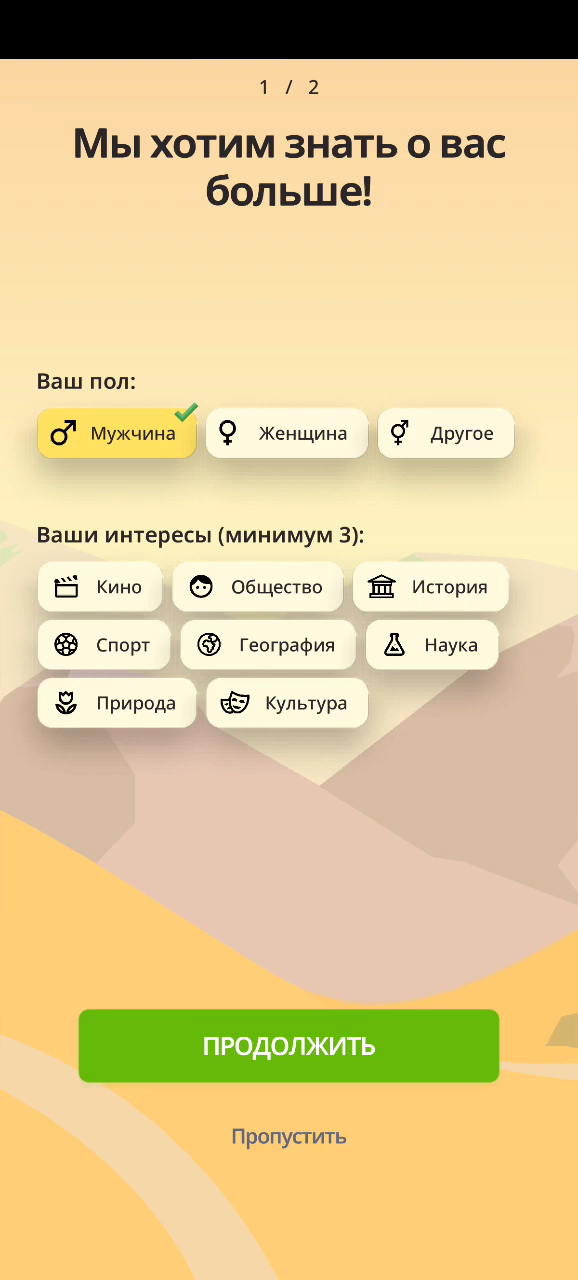 1 / 2
Мы хотим знать о вас
больше!
Ваш пол:
Мужчина Женщина Другое
Ваши интересы (минимум 3):
Кино Общество История
Спорт География Наука
Природа Культура
ПРОДОЛЖИТЬ
Пропустить